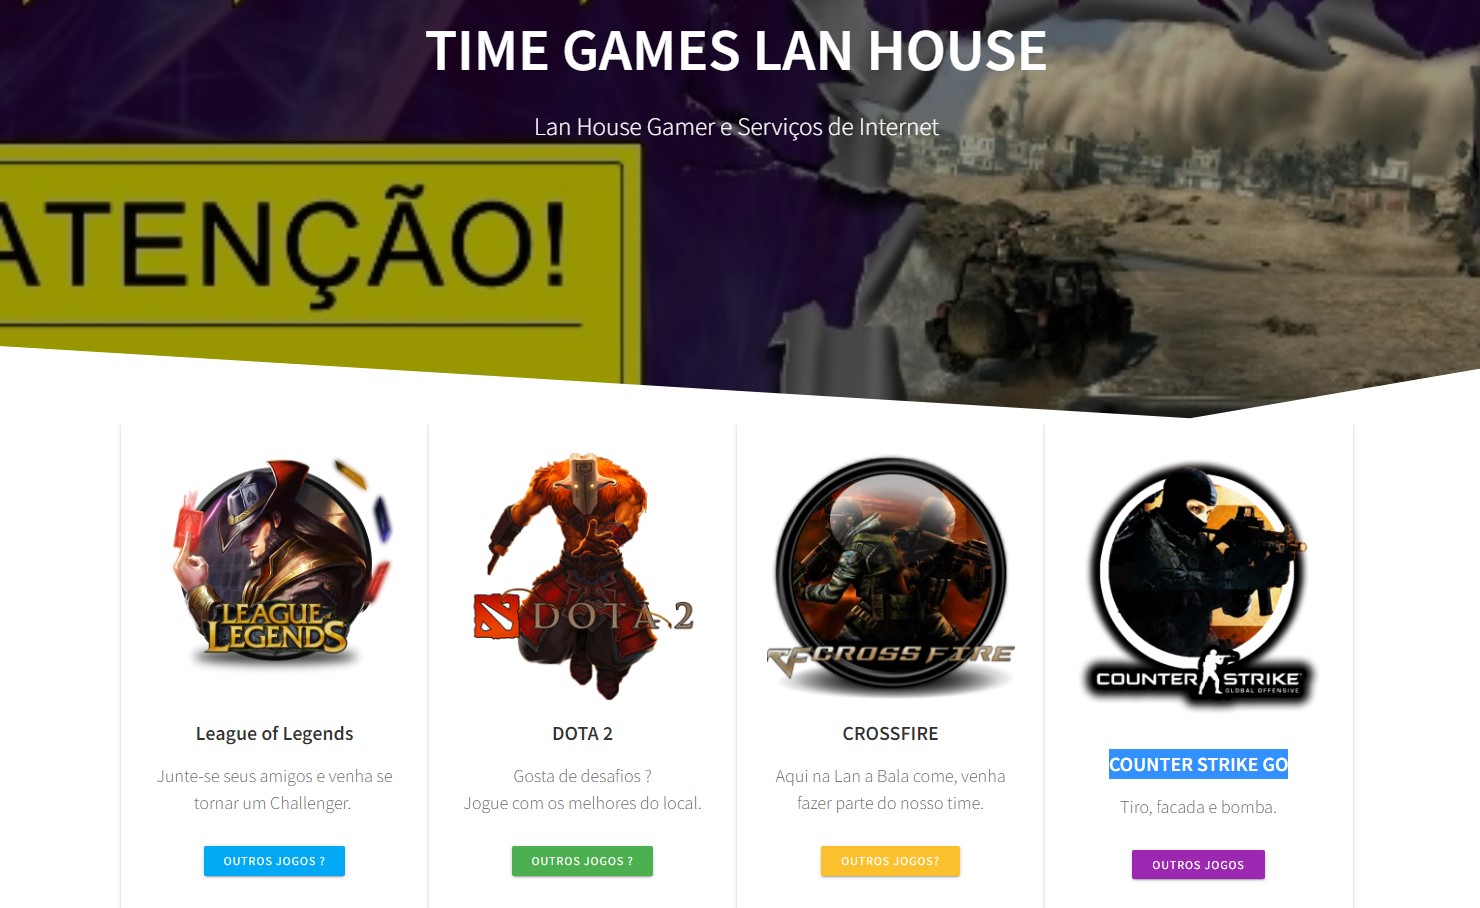 TIME GAMES LAN HOUSE
Lan House Gamer e Serviços de Internet
ATENÇÃO!
LEAGUE of
LEGENDS
DOTA 2
CROSSFIRE
COUNTER STRIKE
GLOBAL OFFENSIVE
League of Legends
Junte-se seus amigos e venha se
tornar um Challenger.
OUTROS JOGOS ?
DOTA 2
Gosta de desafios ?
Jogue com os melhores do local.
OUTROS JOGOS ?
CROSSFIRE
Aqui na Lan a Bala come, venha
fazer parte do nosso time.
OUTROS JOGOS?
COUNTER STRIKE GO
Tiro, facada e bomba.
OUTROS JOGOS